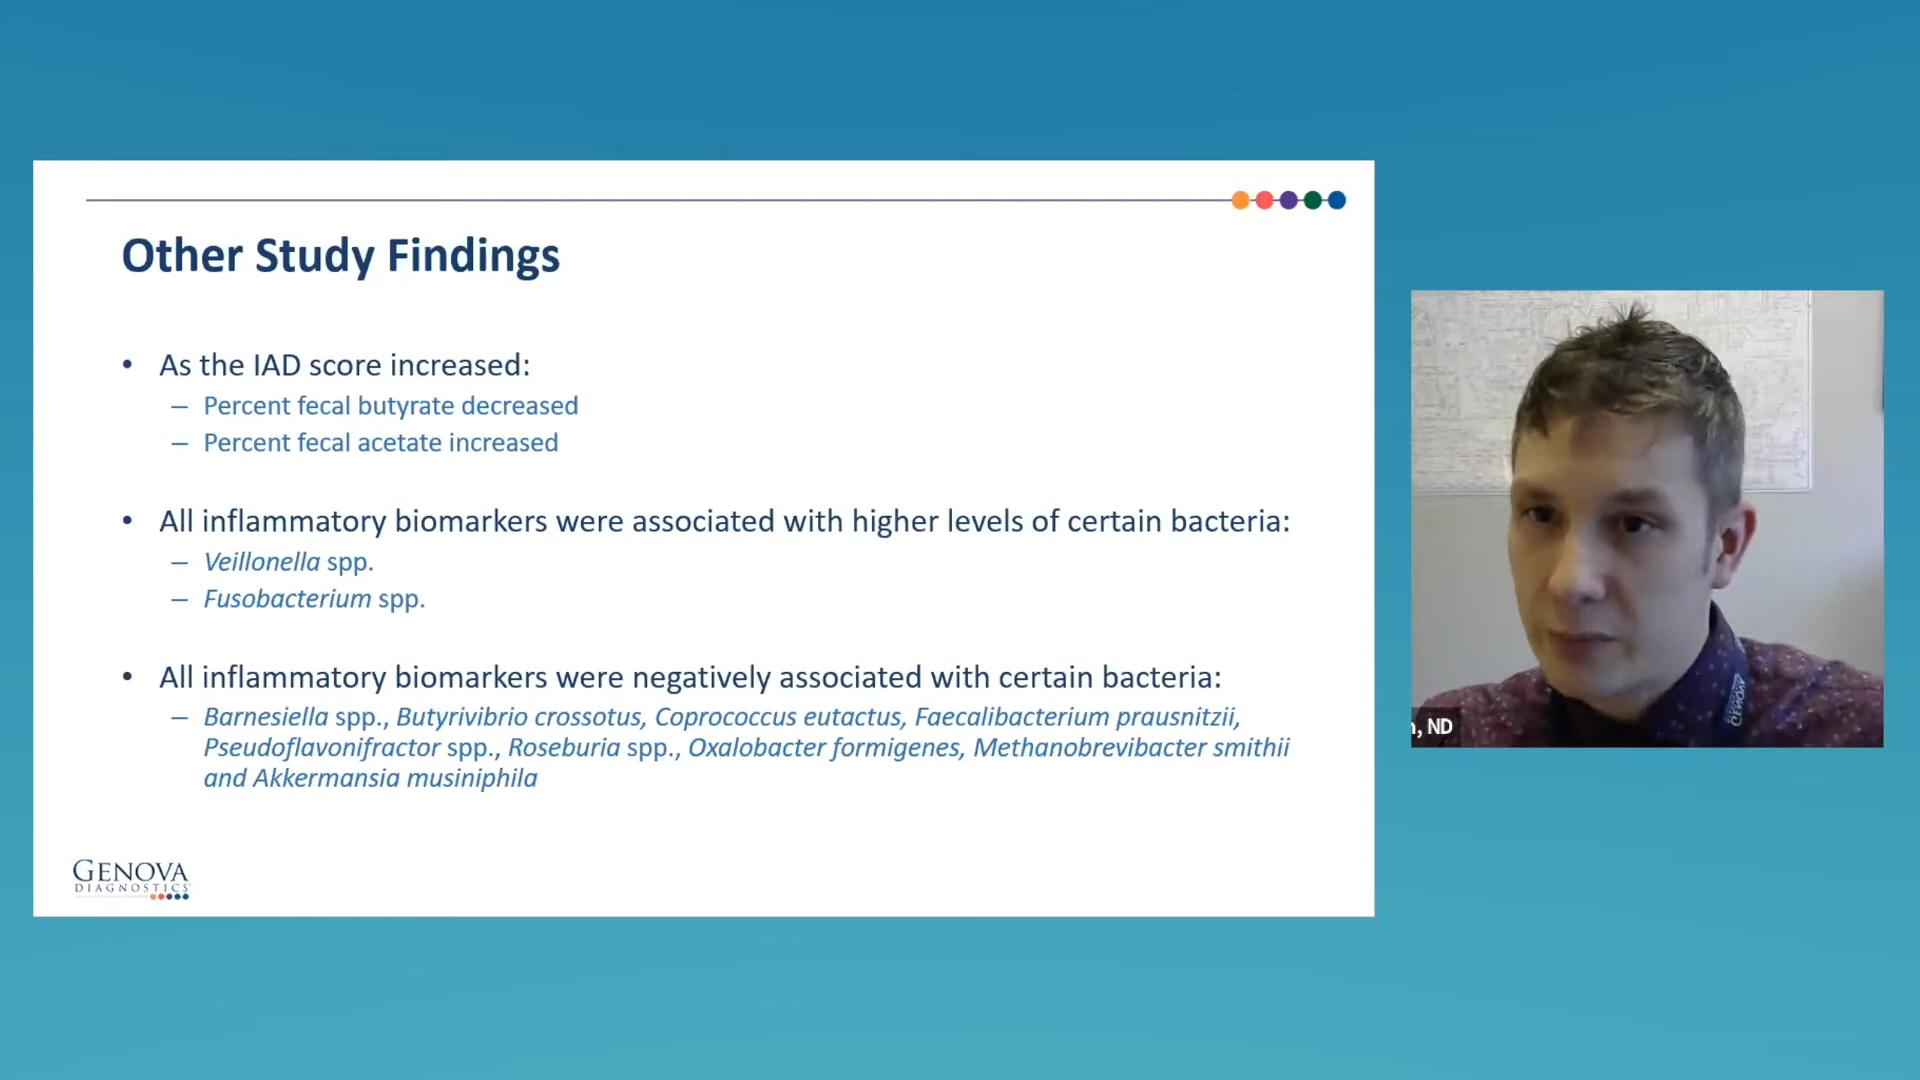 Other Study Findings
• As the IAD score increased:
– Percent fecal butyrate decreased
– Percent fecal acetate increased
• All inflammatory biomarkers were associated with higher levels of certain bacteria:
– Veillonella spp.
– Fusobacterium spp.
• All inflammatory biomarkers were negatively associated with certain bacteria:
– Barnesiella spp., Butyrivibrio crossotus, Coprococcus eutactus, Faecalibacterium prausnitzii,
Pseudoflavonifractor spp., Roseburia spp., Oxalobacter formigenes, Methanobrevibacter smithii
and Akkermansia musiniphila
GENOVA
DIAGNOSTICS
, ND
GENOVA